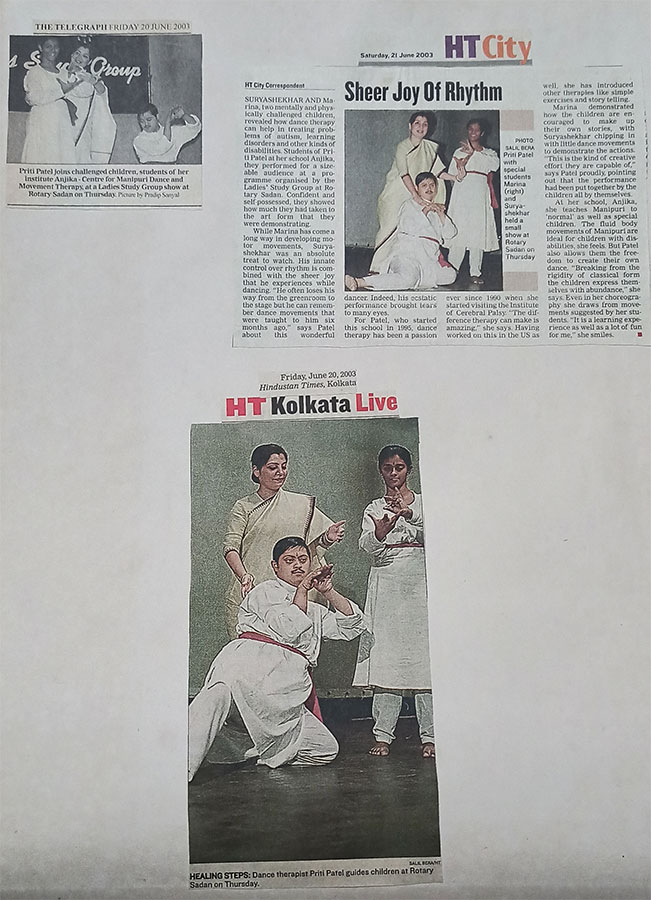 THE TELEGRAPH FRIDAY 20 JUNE 2003
Group
Priti Patel joins challenged children, students of her
Institute Anjika - Centre for Manipuri Dance and
Movement Therapy, at a Ladies Study Group show at
Rotary Sadan on Thursday. Picture by Pradip Sanyal
Saturday, 21 June 2003 HT City
HT City Correspondent
Sheer Joy Of Rhythm
SURYASHEKHAR AND Ma-
rina, two mentally and phys-
ically challenged children,
revealed how dance therapy
can help in treating prob-
lems of autism, learning
disorders and other kinds of
disabilities. Students of Pri-
ti Patel at her school Anjika,
they performed for a size-
able audience at a pro-
gramme organised by the
Ladies' Study Group at Ro-
tary Sadan. Confident and
self-possessed, they showed
how much they had taken to
the art form that they
were demonstrating.
While Marina has come a
long way in developing mo-
tor movements, Surya-
shekhar was an absolute
treat to watch. His innate
control over rhythm is com-
bined with the sheer joy
that he experiences while
dancing. "He often loses his
way from the greenroom to
the stage but he can remem-
ber dance movements that
were taught to him six
months ago," says Patel
about this wonderful
dancer. Indeed, his ecstatic
performance brought tears
to many eyes.
For Patel, who started
this school in 1995, dance
therapy has been a passion
PHOTO
SALIL BERA
Priti Patel
with
special
students
Marina
(right)
and
Surya-
shekhar
held a
small
show at
Rotary
Sadan on
Thursday
ever since 1990 when she
started visiting the Institute
of Cerebral Palsy. "The dif-
ference therapy can make is
amazing," she says. Having
worked on this in the US as
well, she has introduced
other therapies like simple
exercises and story telling.
Marina demonstrated
how the children are en-
couraged to make up
their own stories, with
Suryashekhar chipping in
with little dance movements
to demonstrate the actions.
"This is the kind of creative
effort they are capable of,"
says Patel proudly, pointing
out that the performance
had been put together by the
children all by themselves.
At her school, Anjika,
she teaches Manipuri to
'normal' as well as special
children. The fluid body
movements of Manipuri are
ideal for children with dis-
abilities, she feels. But Patel
also allows them the free-
dom to create their own
dance. "Breaking from the
rigidity of classical form
the children express them-
selves with abundance," she
says. Even in her choreogra-
phy she draws from move-
ments suggested by her stu-
dents. "It is a learning expe-
rience as well as a lot of fun
for me," she smiles.
Friday, June 20, 2003
Hindustan Times, Kolkata
HT Kolkata Live
SALIL BERA/HT
HEALING STEPS: Dance therapist Priti Patel guides children at Rotary
Sadan on Thursday.